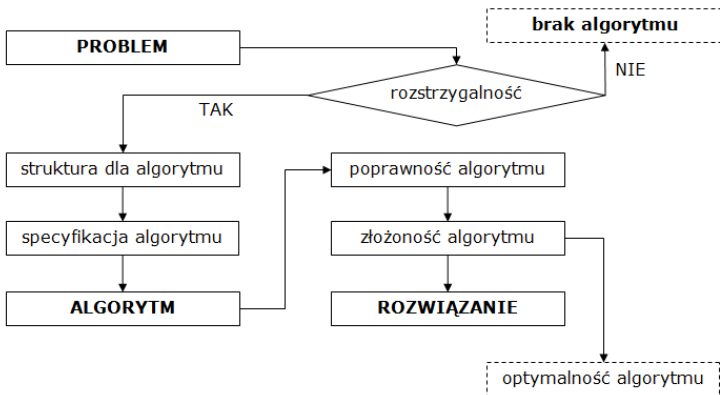 brak algorytmu
PROBLEM
NIE
rozstrzygalność
TAK
struktura dla algorytmu
poprawność algorytmu
specyfikacja algorytmu
złożoność algorytmu
ALGORYTM
ROZWIĄZANIE
optymalność algorytmu